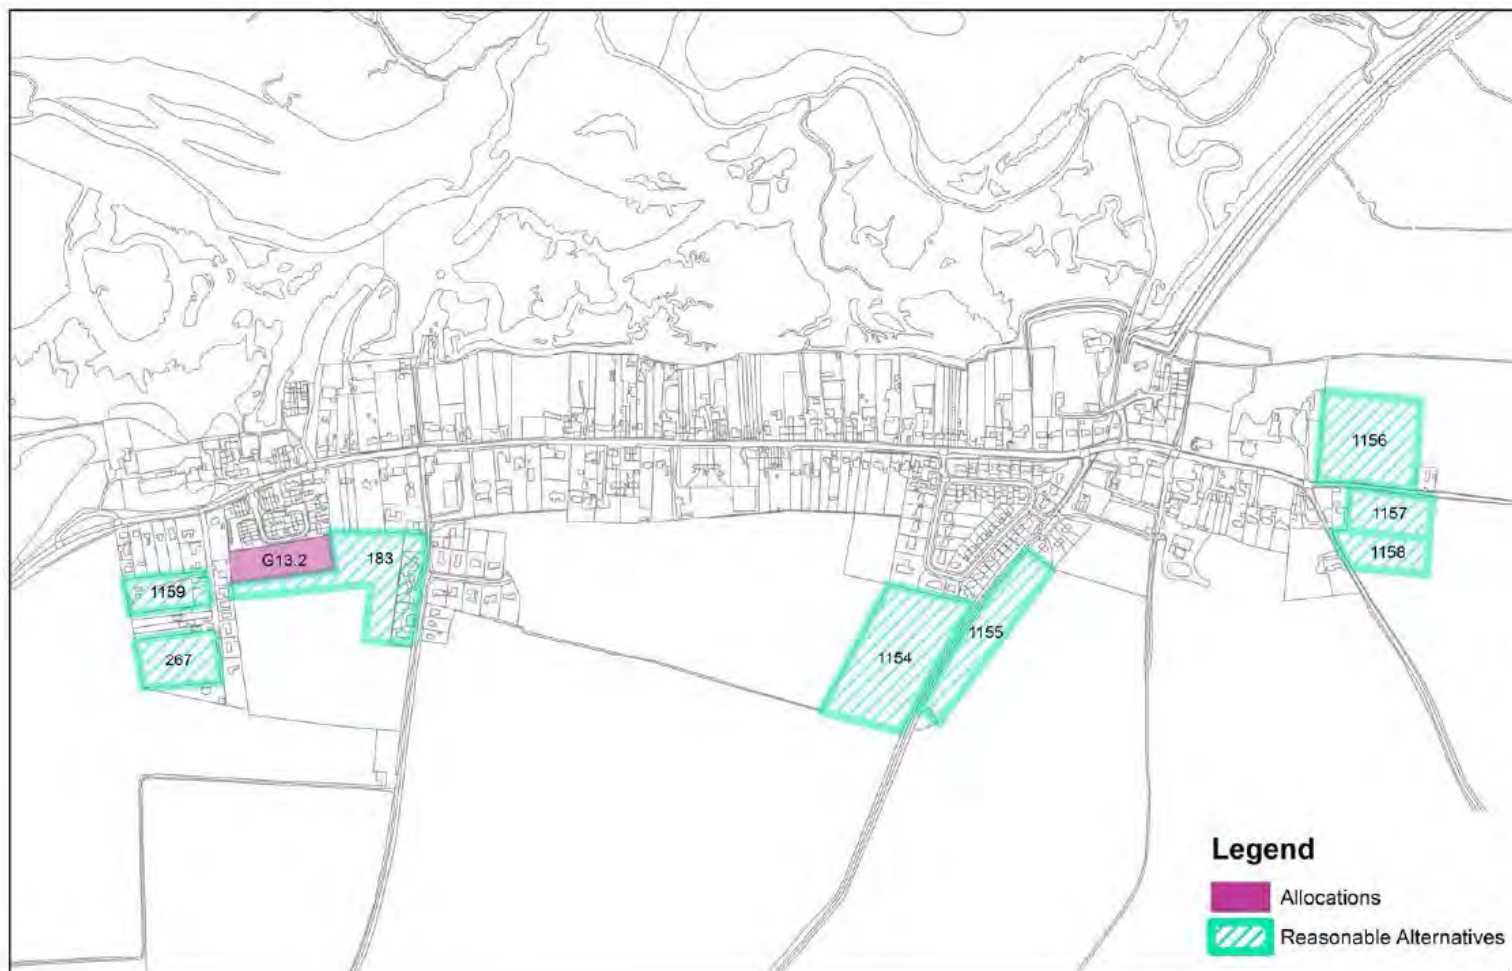 1156
1157
G13.2
183
1158
1159
1155
1154
267
Legend
Allocations
Reasonable Alternatives